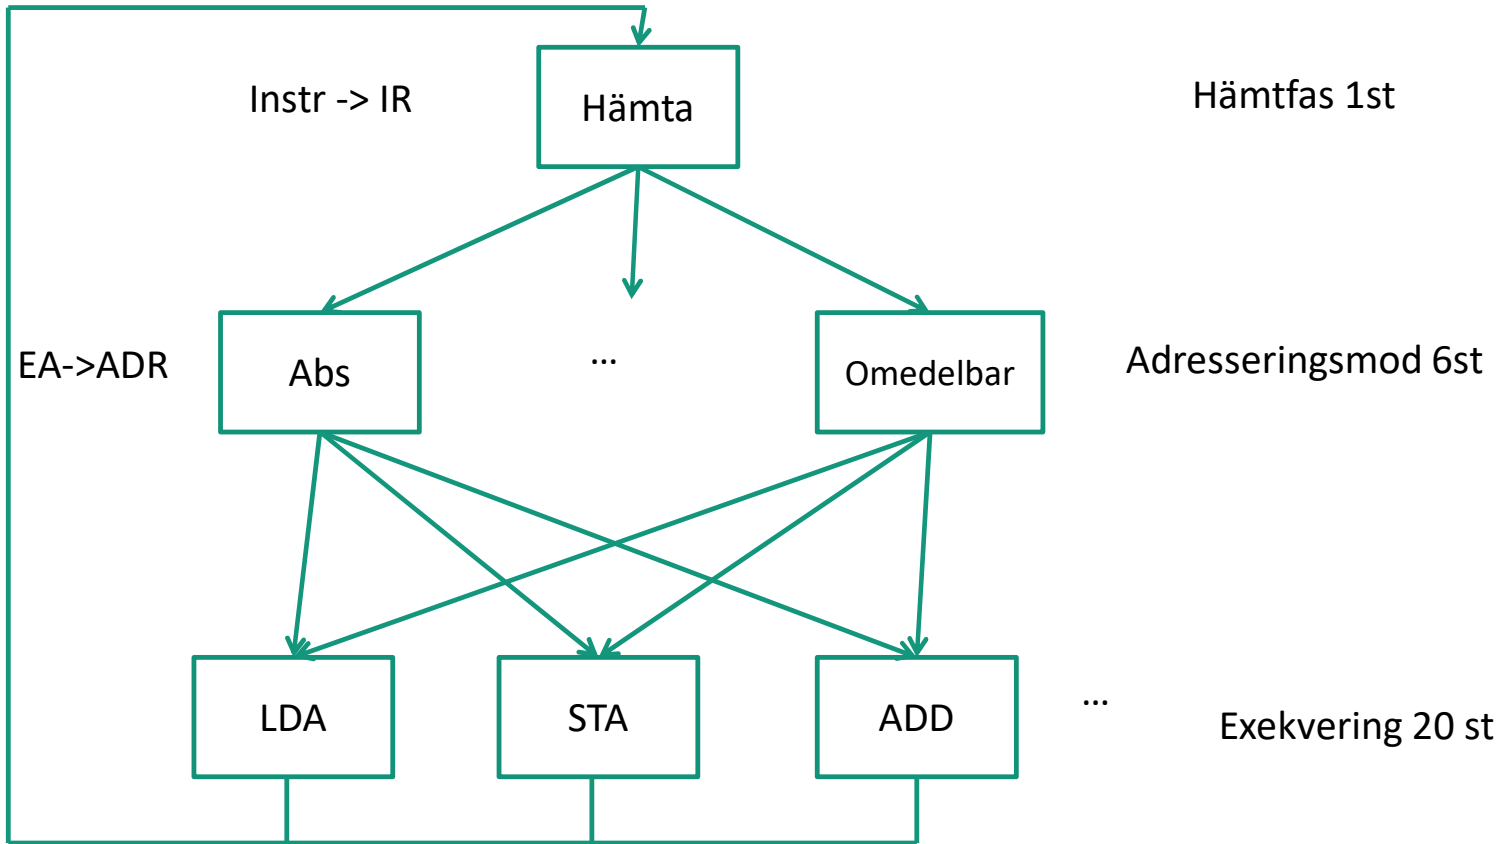 Instr -> IR
Hämta
Hämtfas 1st
EA->ADR
Abs
...
Omedelbar
Adresseringsmod 6st
LDA
STA
ADD
...
Exekvering 20 st